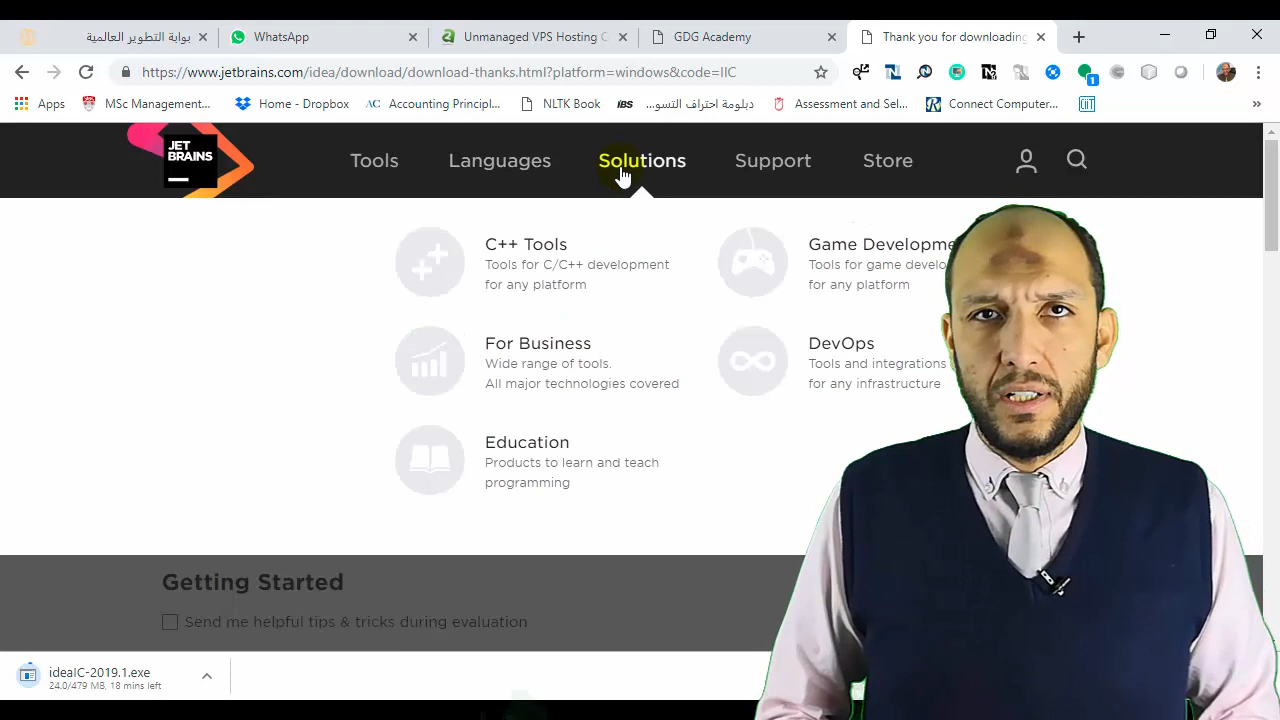 بوابة التطوير العالمية
WhatsApp
Unmanaged VPS Hosting C
GDG Academy
Thank you for downloading
https://www.jetbrains.com/idea/download/download-thanks.html?platform=windows&code=IIC
1
Apps
MSc Management...
Home - Dropbox
AC Accounting Principl...
NLTK Book
IBS دبلومة احتراف التسو...
Assessment and Sel...
Connect Computer...
»
JET
BRAINS
Tools
Languages
Solutions
Support
Store
C++ Tools
Tools for C/C++ development
for any platform
Game Developme
Tools for game develo
for any platform
For Business
Wide range of tools.
All major technologies covered
DevOps
Tools and integrations
for any infrastructure
Education
Products to learn and teach
programming
Getting Started
Send me helpful tips & tricks during evaluation
ideaIC-2019.1.exe
24.0/479 MB, 18 mins left